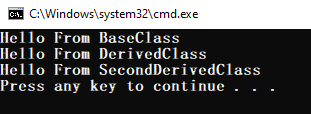 C:\Windows\system32\cmd.exe
Hello From BaseClass
Hello From DerivedClass
Hello From SecondDerivedClass
Press any key to continue . . .